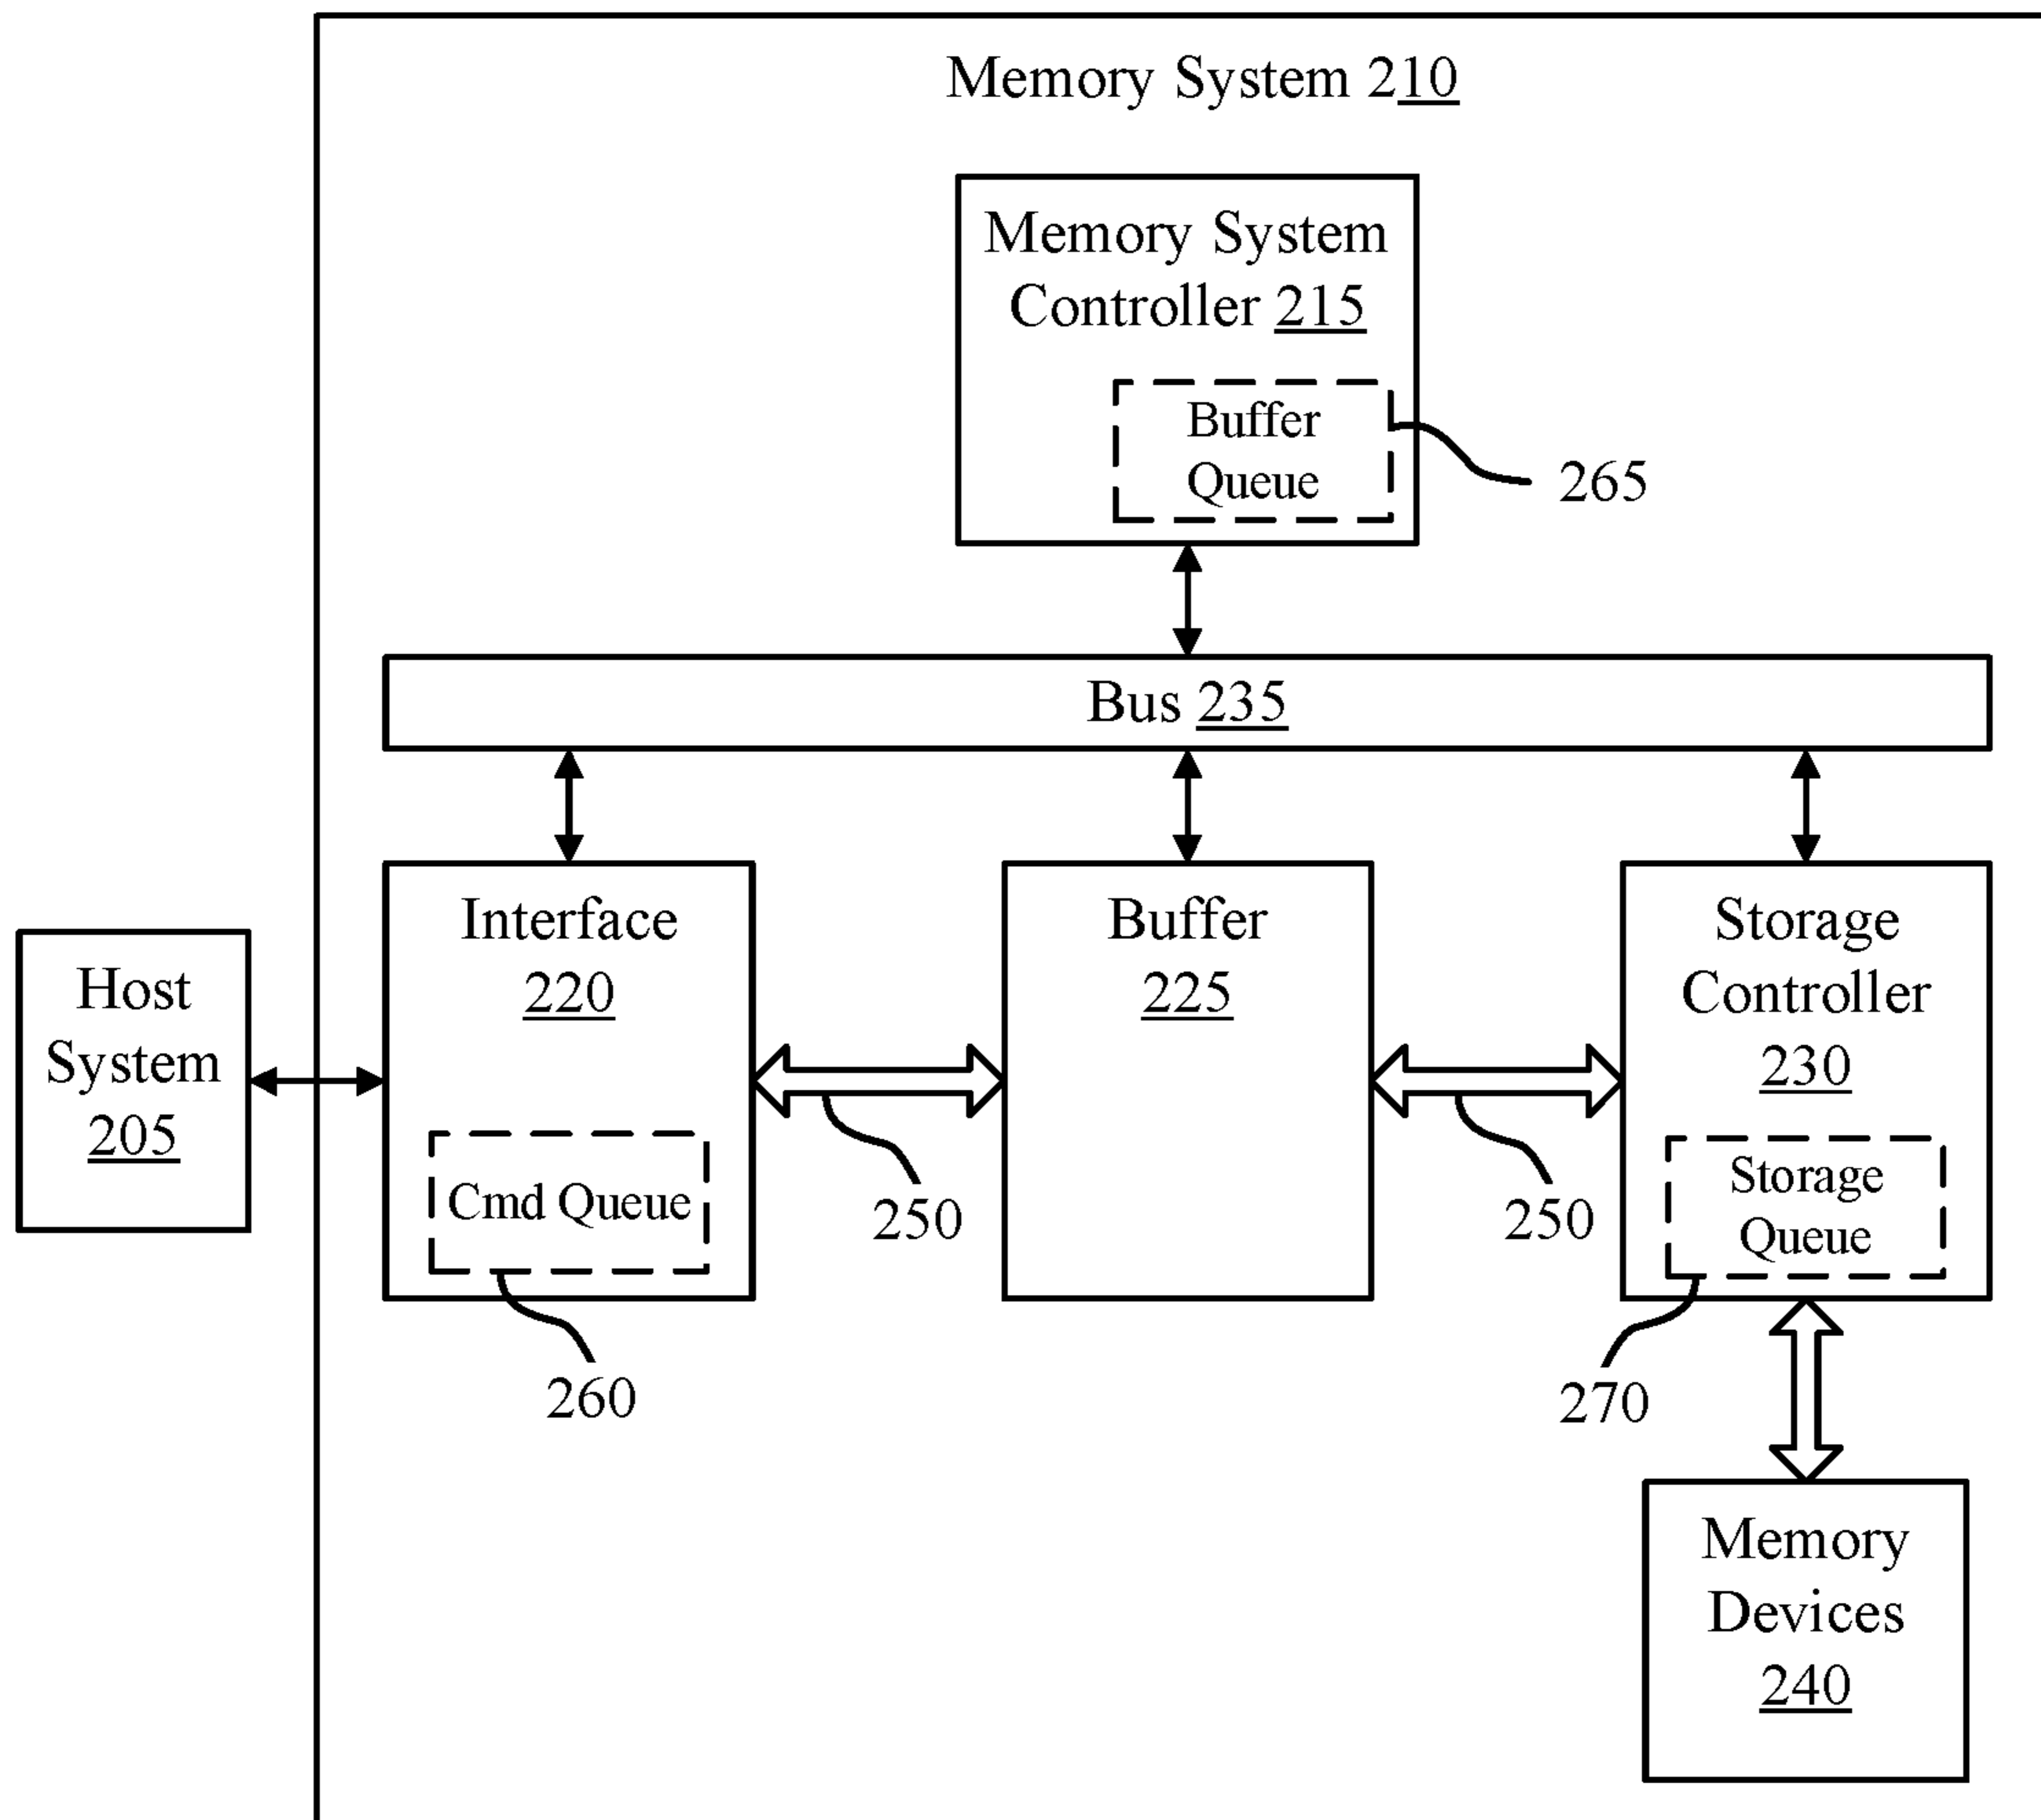 Memory System 210
Memory System
Controller 215
Buffer
Queue
265
Bus 235
Interface
220
Buffer
225
Storage
Controller
230
Host
System
205
Cmd Queue
Storage
Queue
250
250
260
270
Memory
Devices
240